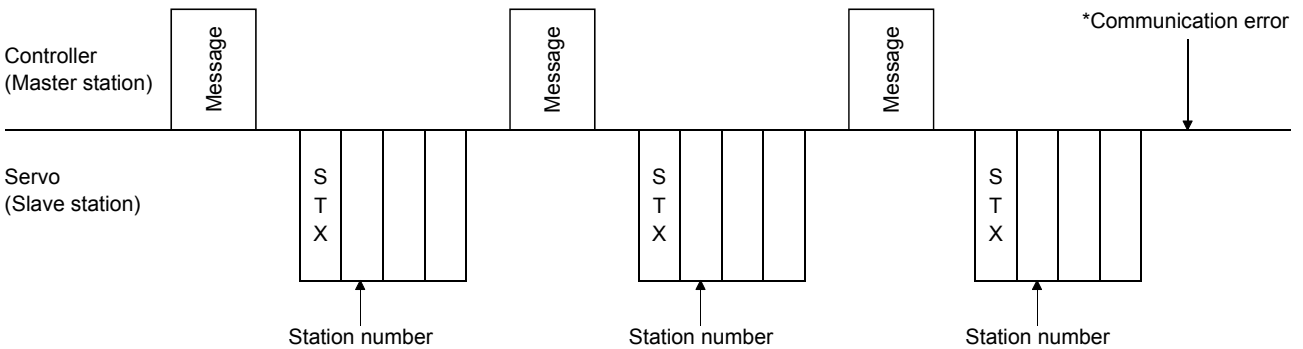 *Communication error
Controller
(Master station)
Message
Message
Message
Servo
(Slave station)
S
T
X
S
T
X
S
T
X
Station number
Station number
Station number